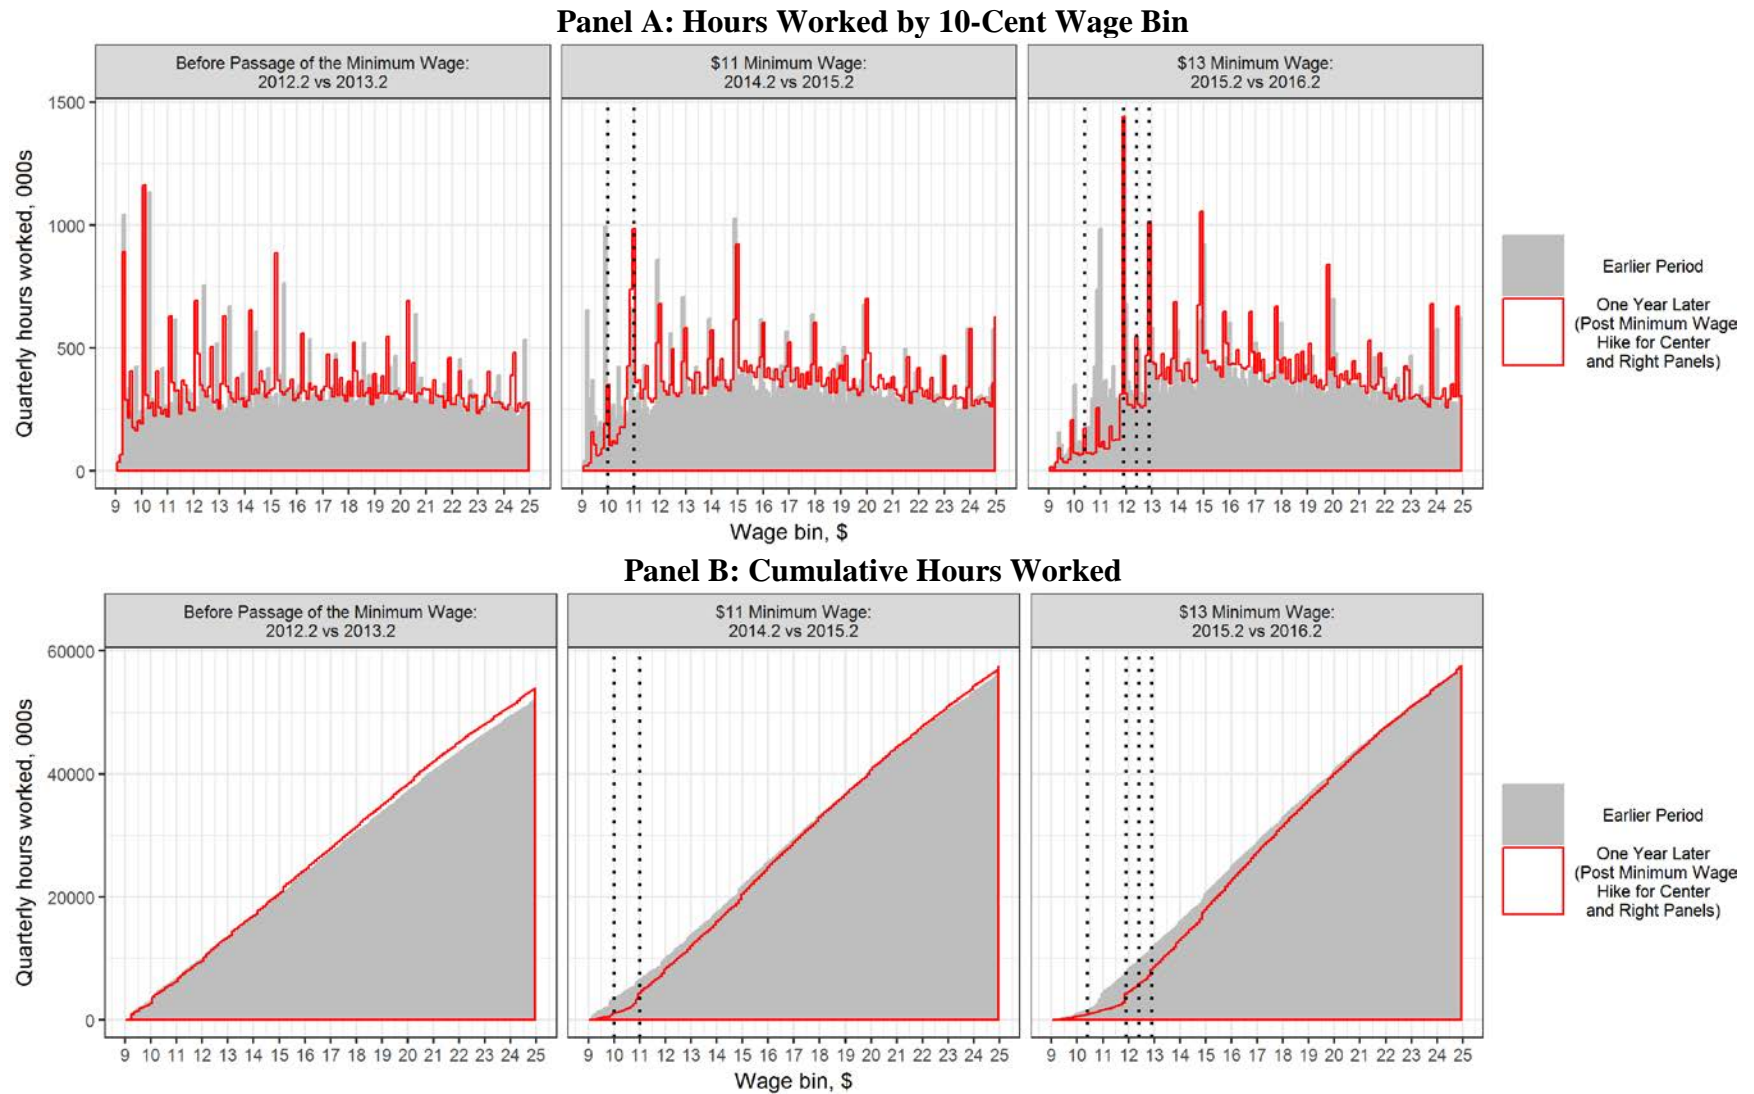 Panel A: Hours Worked by 10-Cent Wage Bin
Before Passage of the Minimum Wage:
2012.2 vs 2013.2
$11 Minimum Wage:
2014.2 vs 2015.2
$13 Minimum Wage:
2015.2 vs 2016.2
Quarterly hours worked, 000s
1500
1000
500
0
9 10 11 12 13 14 15 16 17 18 19 20 21 22 23 24 25
9 10 11 12 13 14 15 16 17 18 19 20 21 22 23 24 25
9 10 11 12 13 14 15 16 17 18 19 20 21 22 23 24 25
Wage bin, $
Earlier Period
One Year Later
(Post Minimum Wage
Hike for Center
and Right Panels)
Panel B: Cumulative Hours Worked
Before Passage of the Minimum Wage:
2012.2 vs 2013.2
$11 Minimum Wage:
2014.2 vs 2015.2
$13 Minimum Wage:
2015.2 vs 2016.2
Quarterly hours worked, 000s
60000
40000
20000
0
9 10 11 12 13 14 15 16 17 18 19 20 21 22 23 24 25
9 10 11 12 13 14 15 16 17 18 19 20 21 22 23 24 25
9 10 11 12 13 14 15 16 17 18 19 20 21 22 23 24 25
Wage bin, $
Earlier Period
One Year Later
(Post Minimum Wage
Hike for Center
and Right Panels)